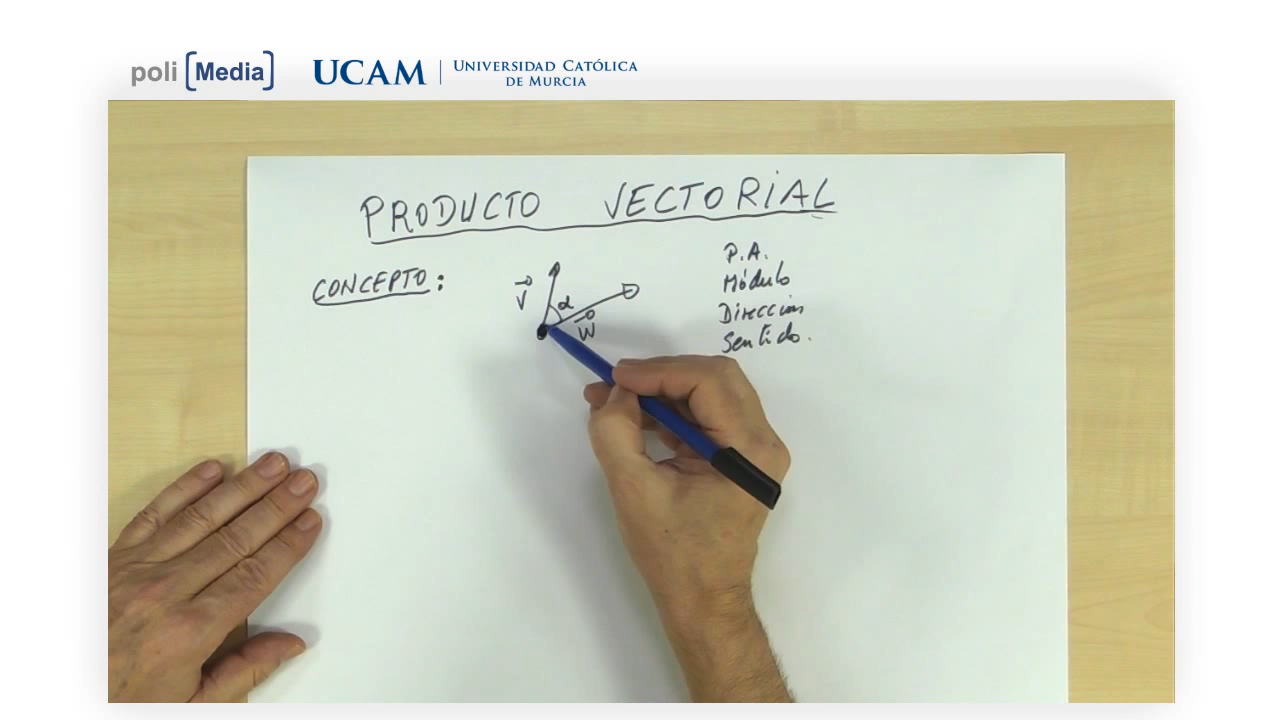 poli [Media] UCAM UNIVERSIDAD CATÓLICA DE MURCIA
PRODUCTO VECTORIAL
CONCEPTO:
V
α
W
P.A.
Módulo
Dirección
Sentido.